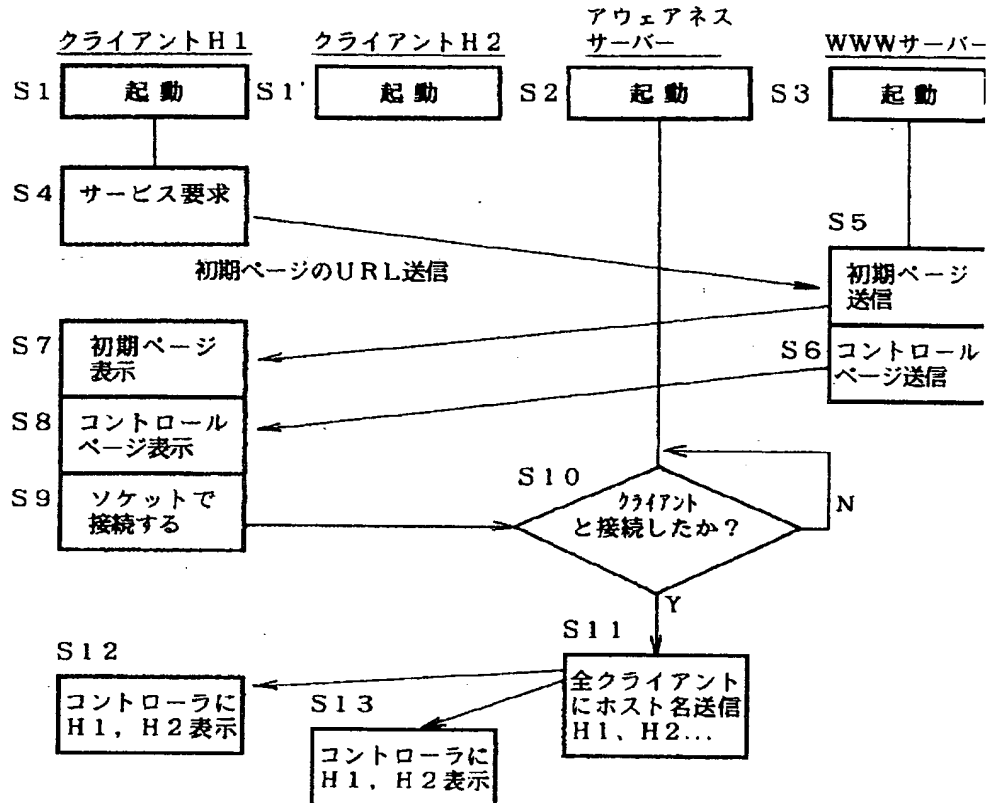 クライアントH1
クライアントH2
アウェアネス
サーバー
WWWサーバー
S1
起動
S1'
起動
S2
起動
S3
起動
S4
サービス要求
初期ページのURL送信
S5
初期ページ
送信
S6
コントロール
ページ送信
S7
初期ページ
表示
S8
コントロール
ページ表示
S9
ソケットで
接続する
S10
クライアント
と接続したか?
N
Y
S11
全クライアント
にホスト名送信
H1、H2...
S12
コントローラに
H1,H2表示
S13
コントローラに
H1,H2表示